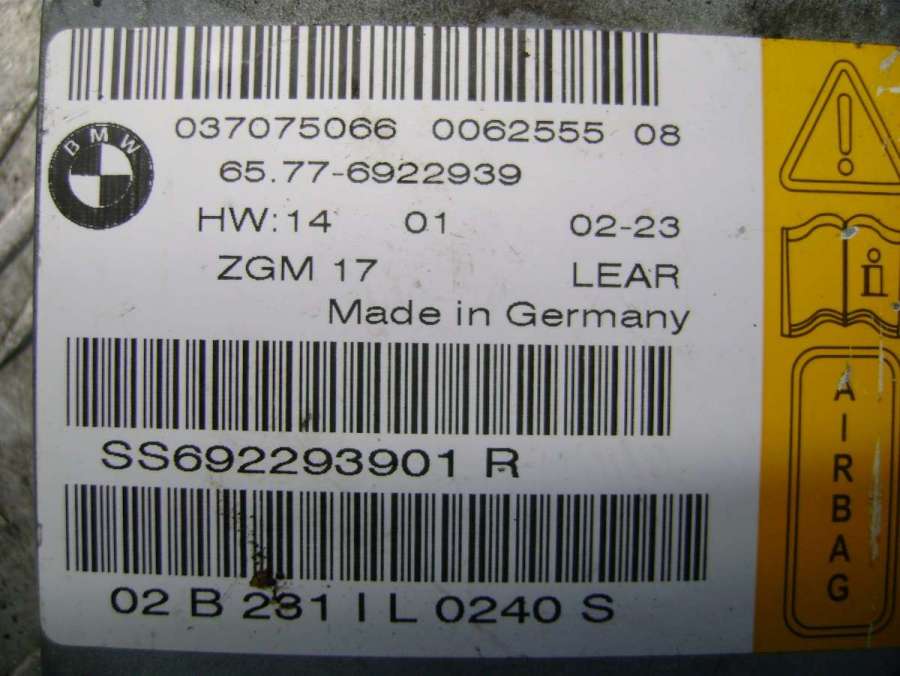 037075066 0062555 08
BMW
65.77-6922939
HW:14 01 02-23
ZGM 17 LEAR
Made in Germany
SS692293901 R
02 B 231 I L 0240 S
i
AIRBAG